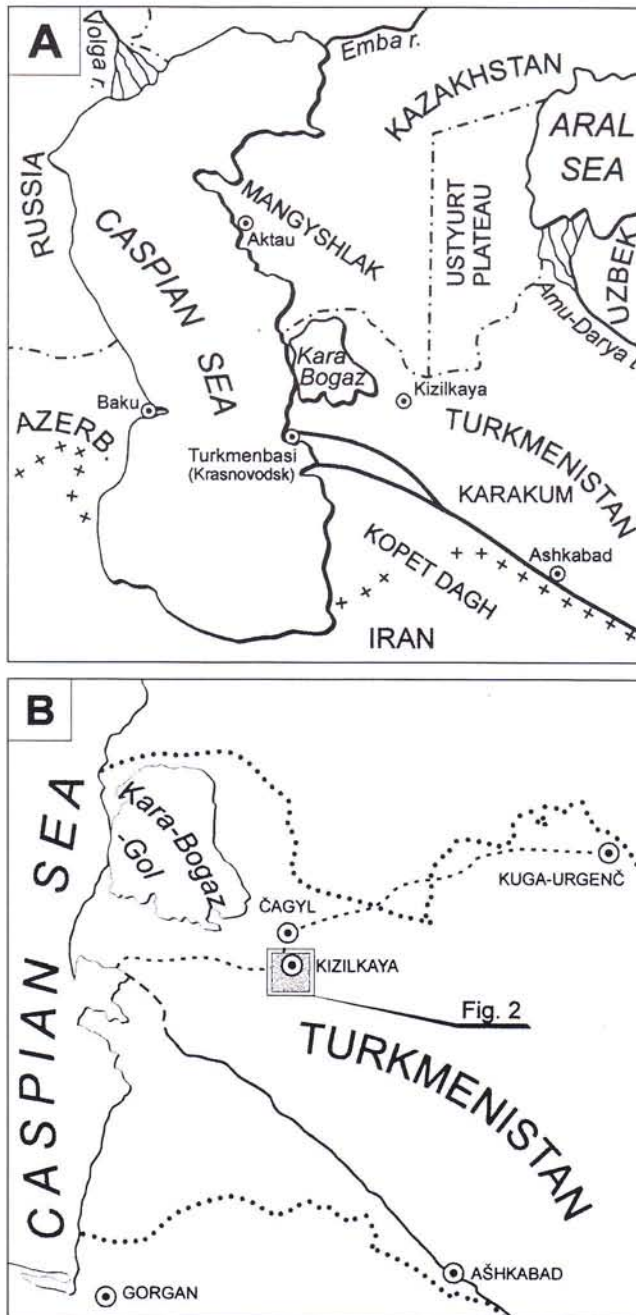 A
Volga r.
Emba r.
KAZAKHSTAN
ARAL
SEA
RUSSIA
CASPIAN SEA
MANGYSHLAK
Aktau
USTYURT
PLATEAU
UZBEK
Amu-Darya
Kara
Bogaz
Kizilkaya
Baku
AZERB.
Turkmenbasi
(Krasnovodsk)
TURKMENISTAN
KARAKUM
KOPET DAGH
Ashkabad
IRAN
B
CASPIAN SEA
Kara-Bogaz
-Gol
KUGA-URGENČ
ČAGYL
KIZILKAYA
Fig. 2
TURKMENISTAN
AŠHKABAD
GORGAN